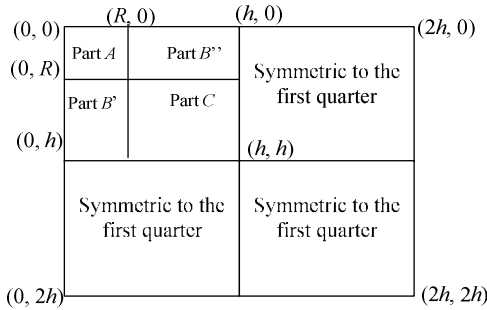 (0, 0)
(R, 0)
(h, 0)
(2h, 0)
Part A
Part B’’
(0, R)
Symmetric to the
first quarter
Part B’
Part C
(0, h)
(h, h)
Symmetric to the
first quarter
Symmetric to the
first quarter
(0, 2h)
(2h, 2h)